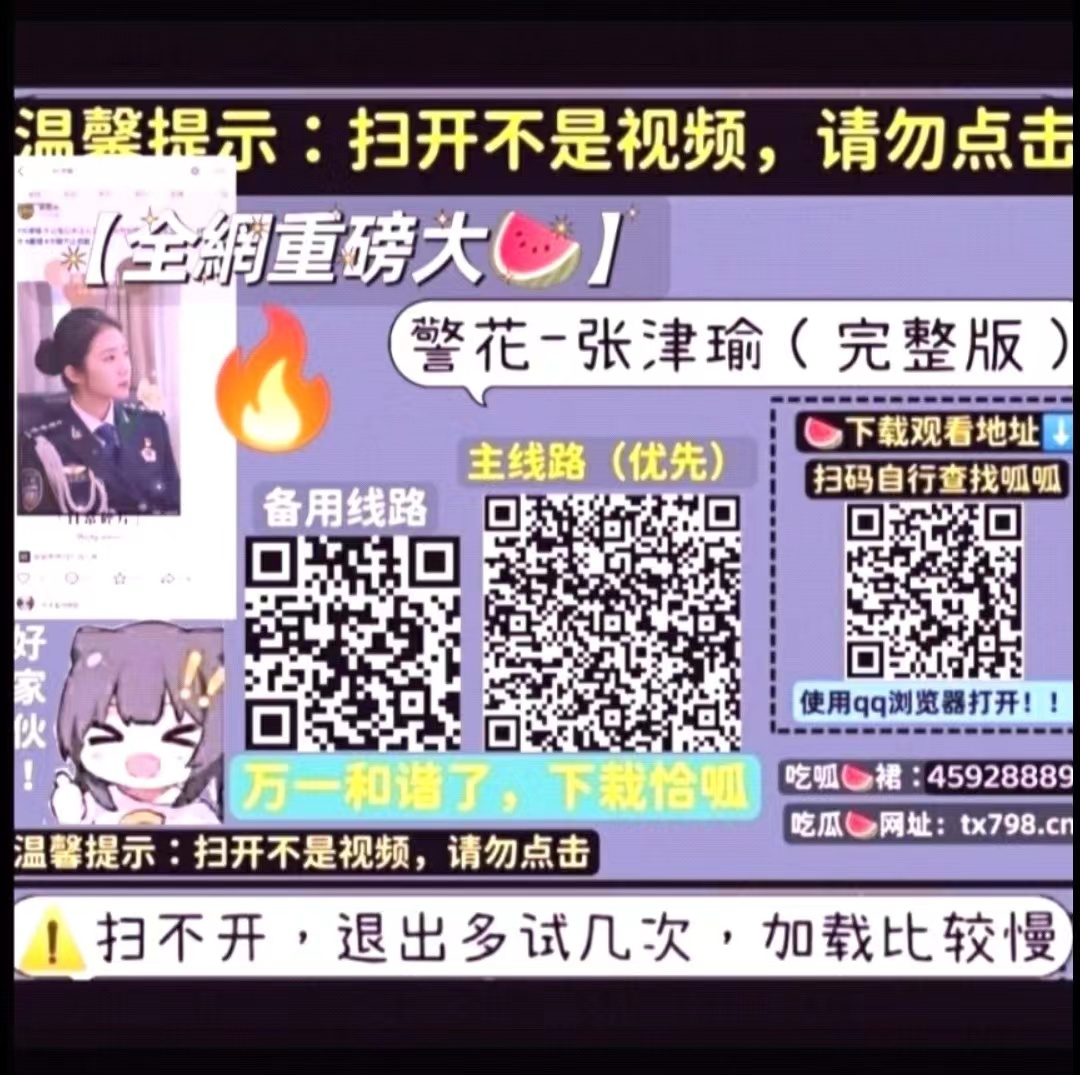 温馨提示：扫开不是视频，请勿点击
【全網重磅大🍉】
警花-张津瑜（完整版）
🍉下载观看地址⬇
扫码自行查找呱呱
主线路（优先）
备用线路
使用qq浏览器打开！！
好家伙！
万一和谐了，下载恰呱
吃呱🍉裙：45928889
吃瓜🍉网址：tx798.cn
温馨提示：扫开不是视频，请勿点击
⚠扫不开，退出多试几次，加载比较慢